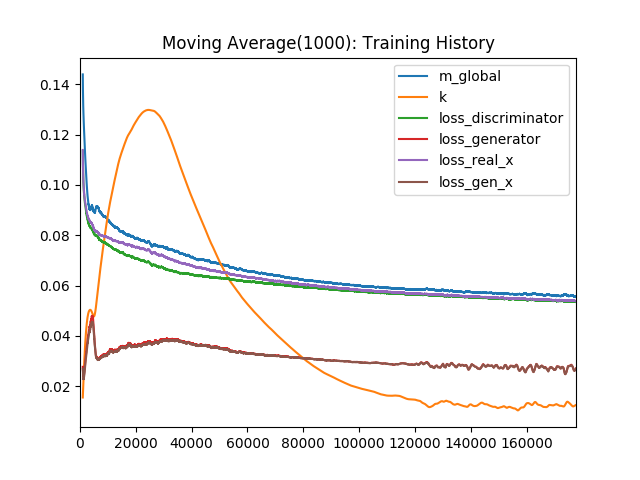 Moving Average(1000): Training History
0.14
0.12
0.10
0.08
0.06
0.04
0.02
m_global
k
loss_discriminator
loss_generator
loss_real_x
loss_gen_x
0 20000 40000 60000 80000 100000 120000 140000 160000